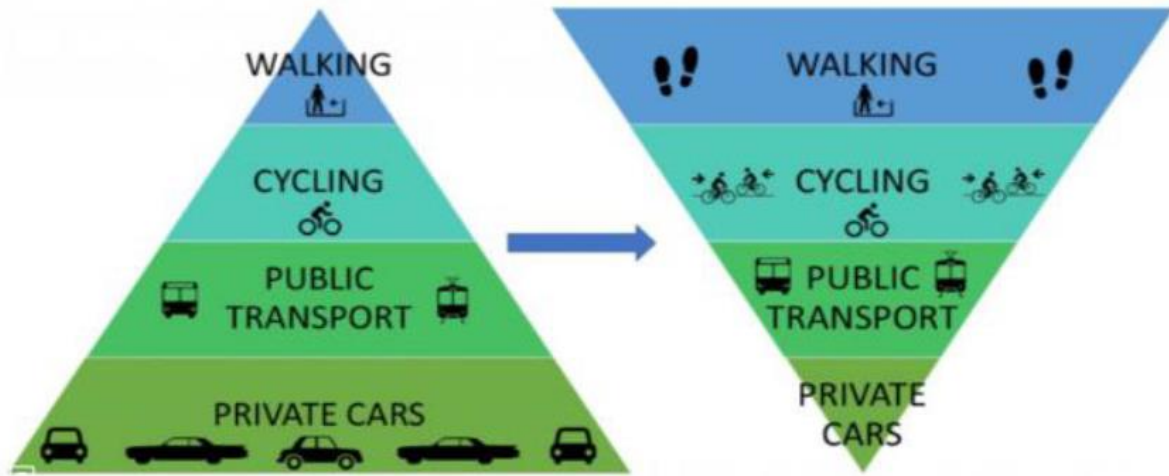 WALKING
CYCLING
PUBLIC
TRANSPORT
PRIVATE CARS
WALKING
CYCLING
PUBLIC
TRANSPORT
PRIVATE
CARS